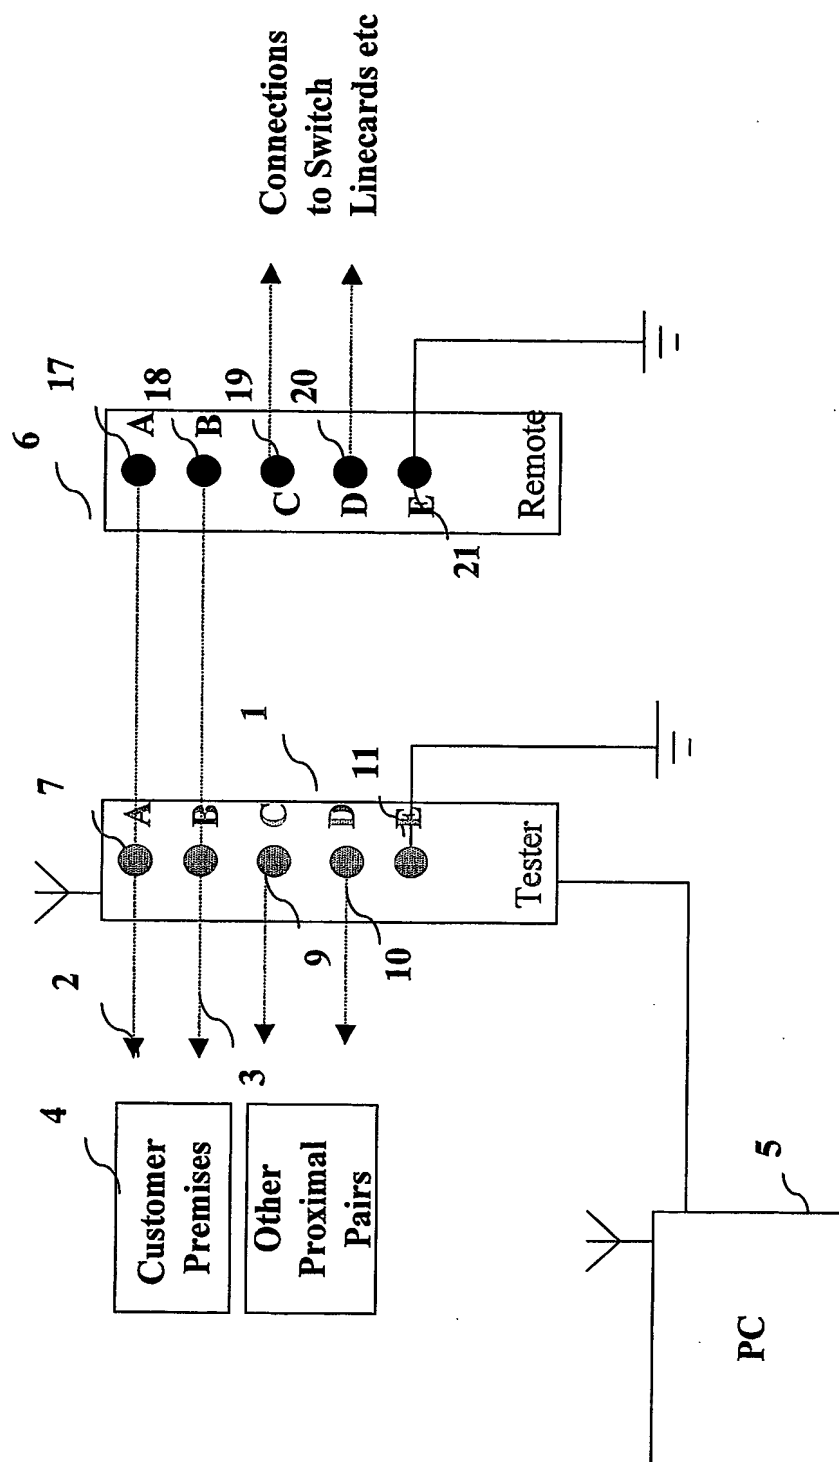 4
Customer
Premises
Other
Proximal
Pairs
2
3
9
10
7
A
B
C
D
11
E
Tester
1
6
17
A
18
B
19
C
20
D
E
21
Remote
Connections
to Switch
Linecards etc
PC
5